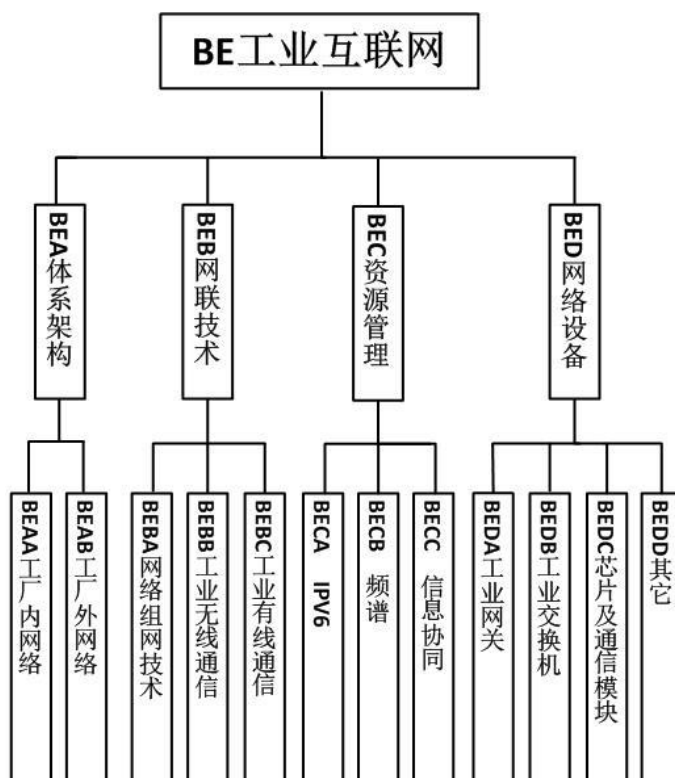 BE工业互联网
BEA体系架构
BEB网联技术
BEC资源管理
BED网络设备
BEAA工厂内网络
BEAB工厂外网络
BEBA网络组网技术
BEBB工业无线通信
BEBC工业有线通信
BECA IPV6
BECB 频谱
BECC 信息协同
BEDA工业网关
BEDB工业交换机
BEDC芯片及通信模块
BEDD其它